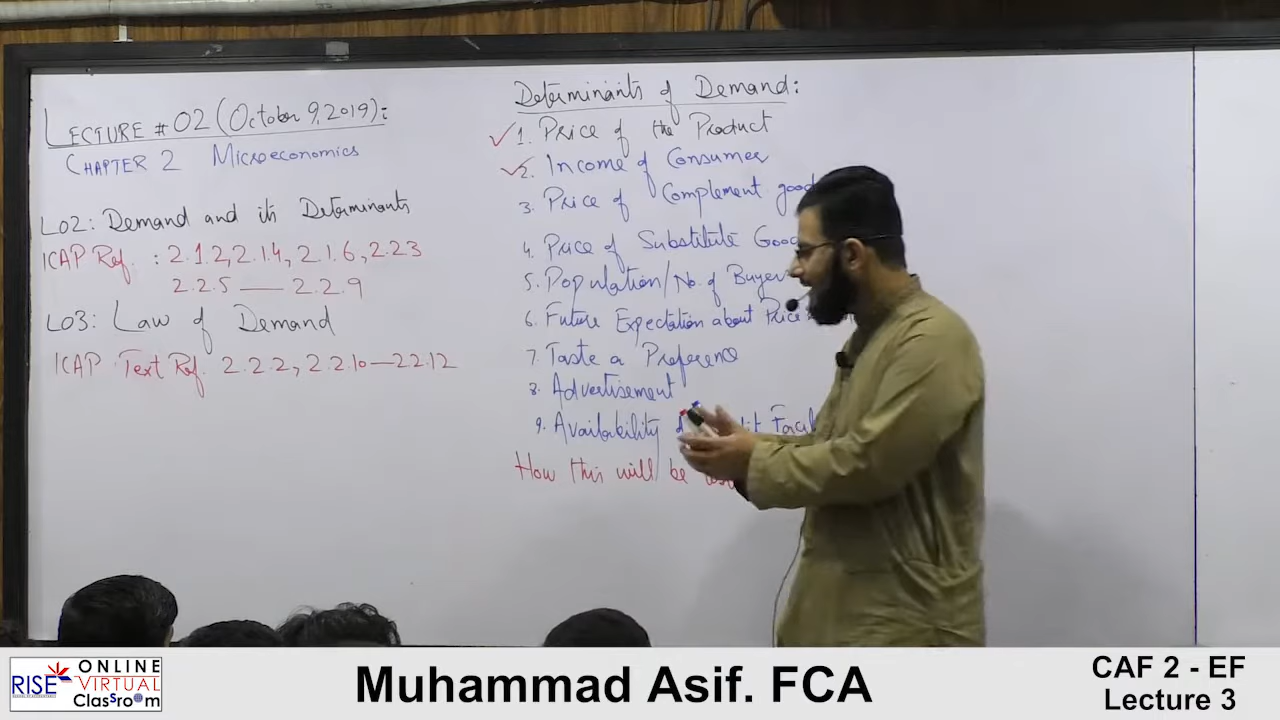 LECTURE # 02 (October 9, 2019):
CHAPTER 2 Microeconomics
LO2: Demand and its Determinants
ICAP Ref. : 2.1.2, 2.1.4, 2.1.6, 2.2.3
2.2.5 — 2.2.9
LO3: Law of Demand
ICAP Text Ref. 2.2.2, 2.2.10—2.2.12
Determinants of Demand:
1. Price of the Product
2. Income of Consumer
3. Price of Complement good
4. Price of Substitute Goo
5. Population/No. of Buyer
6. Future Expectation about Price
7. Taste a Preference
8. Advertisement
9. Availability
How this will be
RISE ONLINE VIRTUAL Classroom
Muhammad Asif. FCA
CAF 2 - EF
Lecture 3